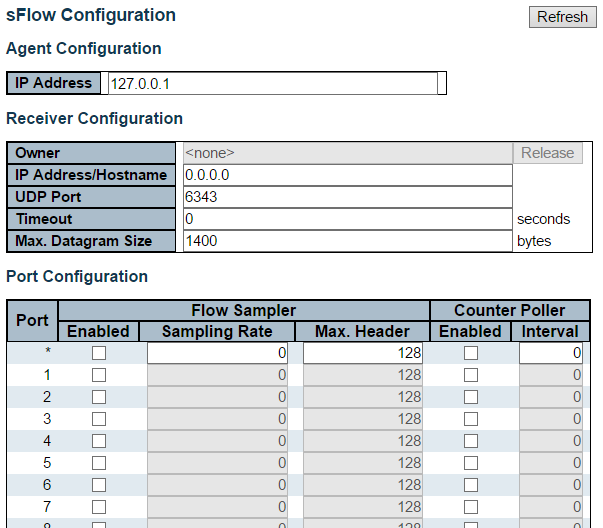 sFlow Configuration
Refresh
Agent Configuration
IP Address 127.0.0.1
Receiver Configuration
Owner <none> Release
IP Address/Hostname 0.0.0.0
UDP Port 6343
Timeout 0 seconds
Max. Datagram Size 1400 bytes
Port Configuration
Port Flow Sampler Counter Poller
Enabled Sampling Rate Max. Header Enabled Interval
* 0 128 0
1 0 128 0
2 0 128 0
3 0 128 0
4 0 128 0
5 0 128 0
6 0 128 0
7 0 128 0
8 0 128 0